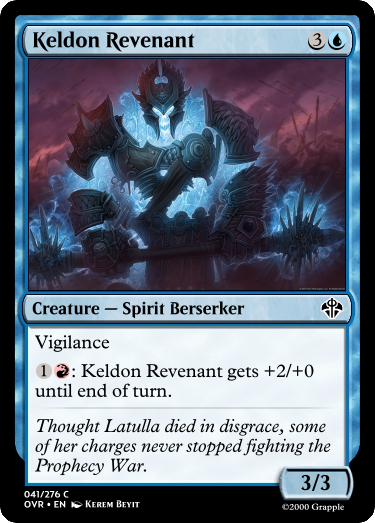 Keldon Revenant 3
Creature — Spirit Berserker
Vigilance
1: Keldon Revenant gets +2/+0
until end of turn.
Thought Latulla died in disgrace, some
of her charges never stopped fighting the
Prophecy War.
3/3
041/276 C
OVR • EN Kerem Beyit
©2000 Grapple